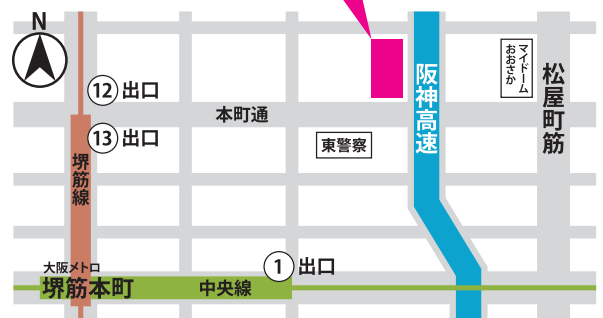 N
12 出口
本町通
13 出口
堺筋線
東警察
阪神高速
マイドーム
おおさか
松屋町筋
1 出口
大阪メトロ
堺筋本町
中央線